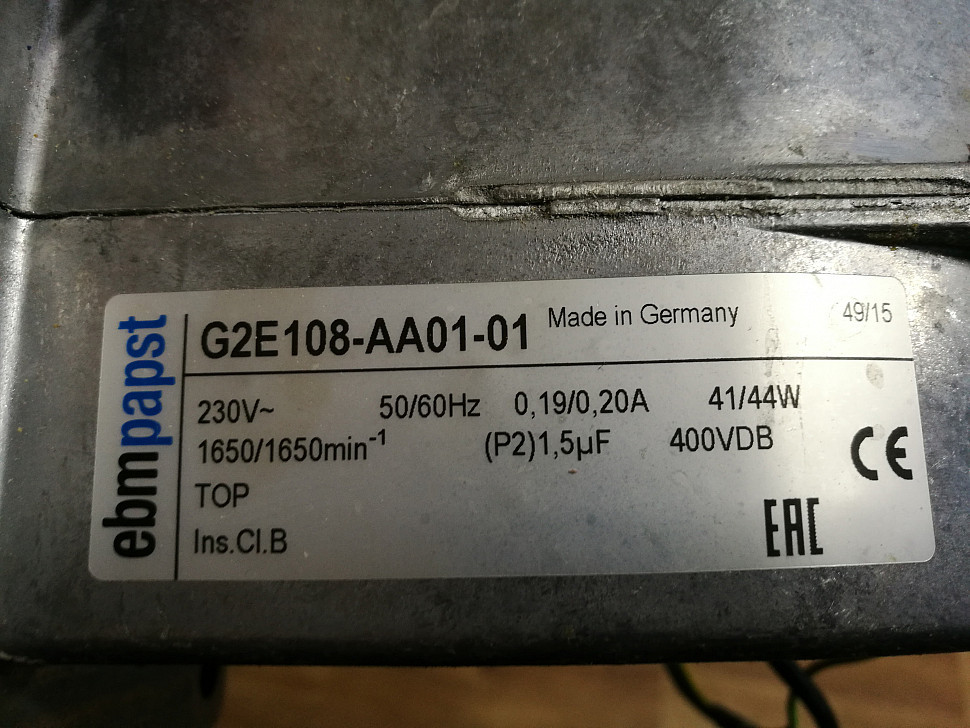 ebmpapst
G2E108-AA01-01 Made in Germany 49/15
230V~ 50/60Hz 0,19/0,20A 41/44W
1650/1650min⁻¹ (P2)1,5µF 400VDB
TOP
Ins.Cl.B
CE
EAC